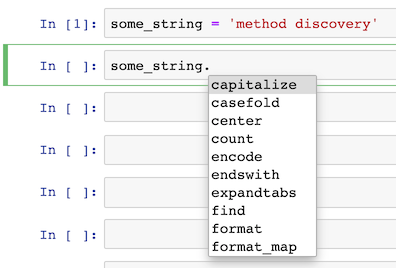 In [1]: some_string = 'method discovery'
In [ ]: some_string.
capitalize
In [ ]:
casefold
center
count
In [ ]:
encode
endswith
In [ ]:
expandtabs
find
In [ ]:
format
format_map